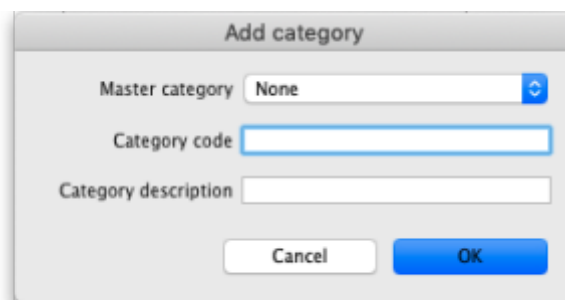 Add category
Master category None
Category code
Category description
Cancel OK